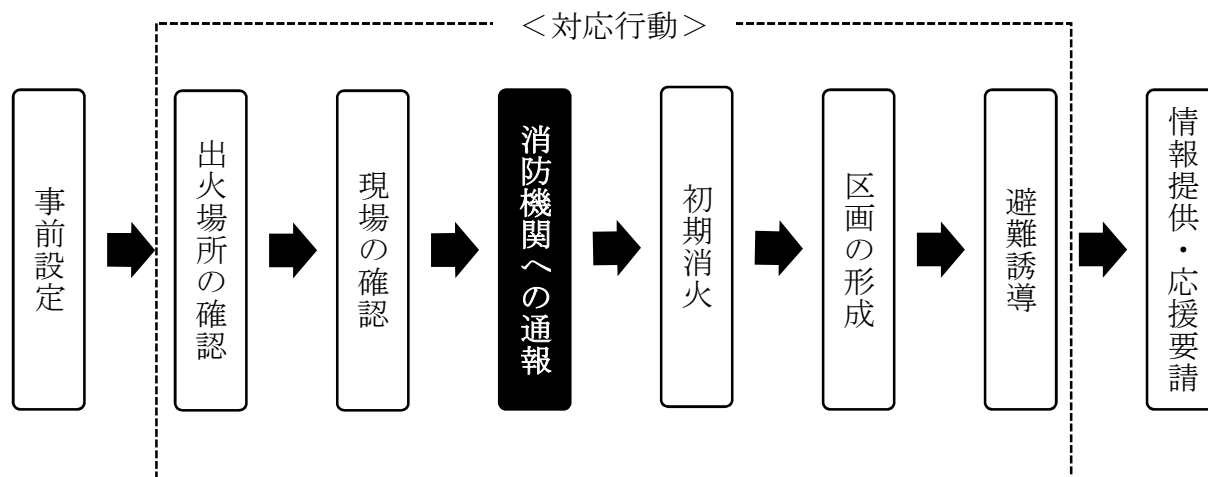 ＜対応行動＞
事前設定
出火場所の確認
現場の確認
消防機関への通報
初期消火
区画の形成
避難誘導
情報提供・応援要請